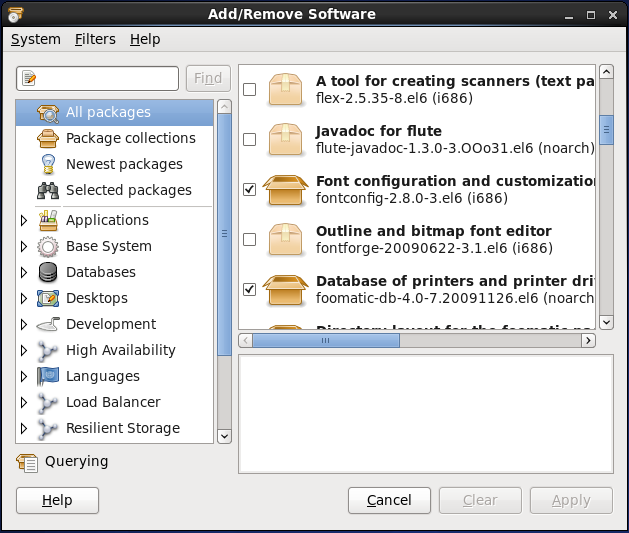 Add/Remove Software
System Filters Help
Find
All packages
Package collections
Newest packages
Selected packages
Applications
Base System
Databases
Desktops
Development
High Availability
Languages
Load Balancer
Resilient Storage
A tool for creating scanners (text pa
flex-2.5.35-8.el6 (i686)
Javadoc for flute
flute-javadoc-1.3.0-3.OOo31.el6 (noarch)
Font configuration and customizatio
fontconfig-2.8.0-3.el6 (i686)
Outline and bitmap font editor
fontforge-20090622-3.1.el6 (i686)
Database of printers and printer dri
foomatic-db-4.0-7.20091126.el6 (noarch
Querying
Help Cancel Clear Apply